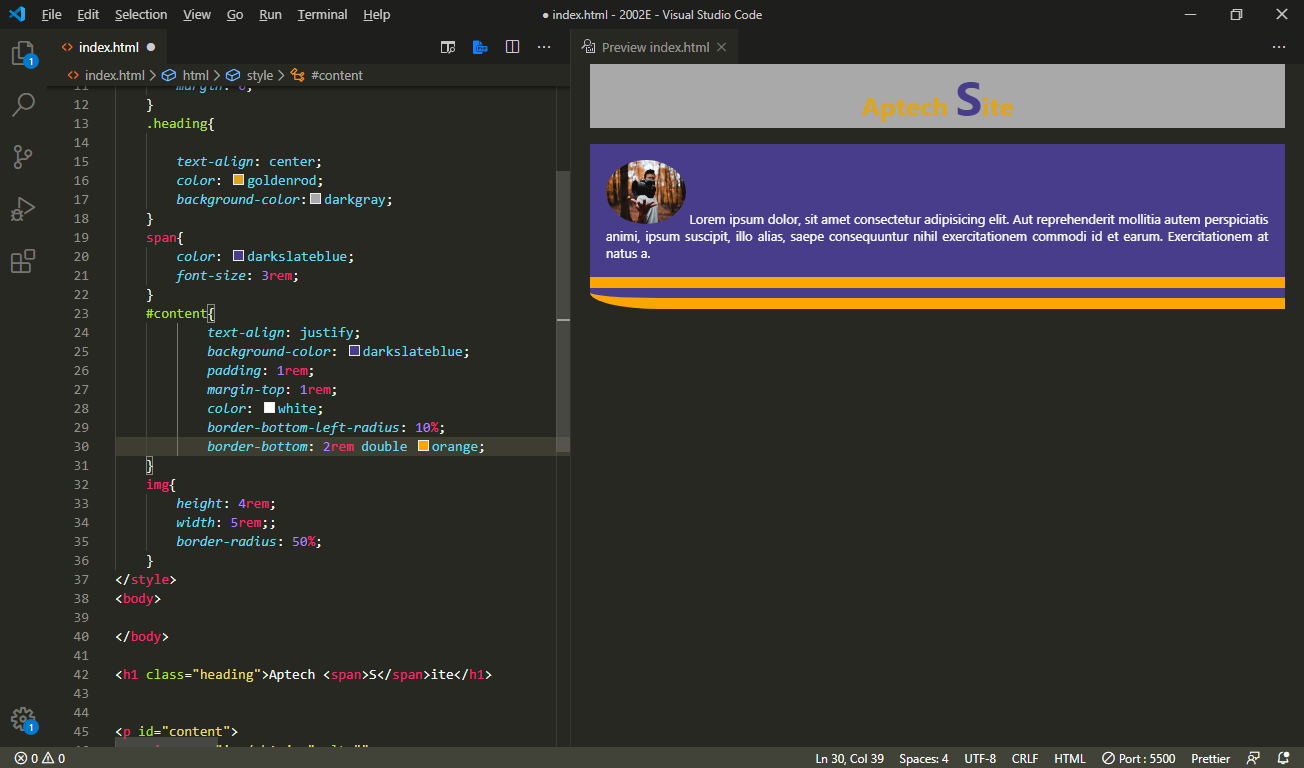 File Edit Selection View Go Run Terminal Help
● index.html - 2002E - Visual Studio Code
index.html ●
Preview index.html
index.html > html > style > #content
12 }
13 .heading{
14
15 text-align: center;
16 color: goldenrod;
17 background-color: darkgray;
18 }
19 span{
20 color: darkslateblue;
21 font-size: 3rem;
22 }
23 #content{
24 text-align: justify;
25 background-color: darkslateblue;
26 padding: 1rem;
27 margin-top: 1rem;
28 color: white;
29 border-bottom-left-radius: 10%;
30 border-bottom: 2rem double orange;
31 }
32 img{
33 height: 4rem;
34 width: 5rem;;
35 border-radius: 50%;
36 }
37 </style>
38 <body>
39
40 </body>
41
42 <h1 class="heading">Aptech <span>S</span>ite</h1>
43
44
45 <p id="content">
Aptech Site
Lorem ipsum dolor, sit amet consectetur adipisicing elit. Aut reprehenderit mollitia autem perspiciatis
animi, ipsum suscipit, illo alias, saepe consequuntur nihil exercitationem commodi id et earum. Exercitationem at
natus a.
1
1
0 0
Ln 30, Col 39 Spaces: 4 UTF-8 CRLF HTML Port : 5500 Prettier